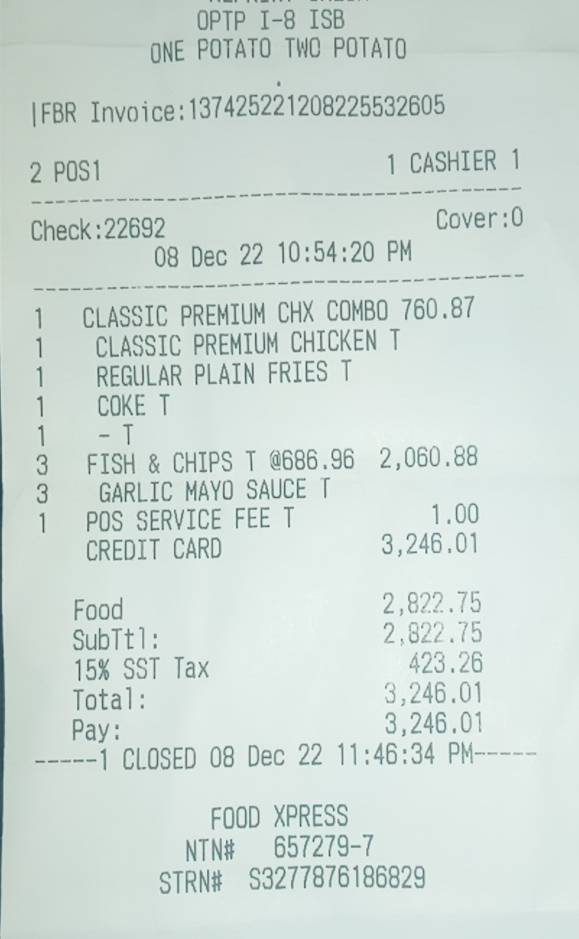 OPTP I-8 ISB
ONE POTATO TWO POTATO
|FBR Invoice:137425221208225532605
2 POS1 1 CASHIER 1
Check:22692 Cover:0
08 Dec 22 10:54:20 PM
1 CLASSIC PREMIUM CHX COMBO 760.87
1 CLASSIC PREMIUM CHICKEN T
1 REGULAR PLAIN FRIES T
1 COKE T
1 - T
3 FISH & CHIPS T @686.96 2,060.88
3 GARLIC MAYO SAUCE T
1 POS SERVICE FEE T 1.00
CREDIT CARD 3,246.01
Food 2,822.75
SubTtl: 2,822.75
15% SST Tax 423.26
Total: 3,246.01
Pay: 3,246.01
-----1 CLOSED 08 Dec 22 11:46:34 PM-----
FOOD XPRESS
NTN# 657279-7
STRN# S3277876186829